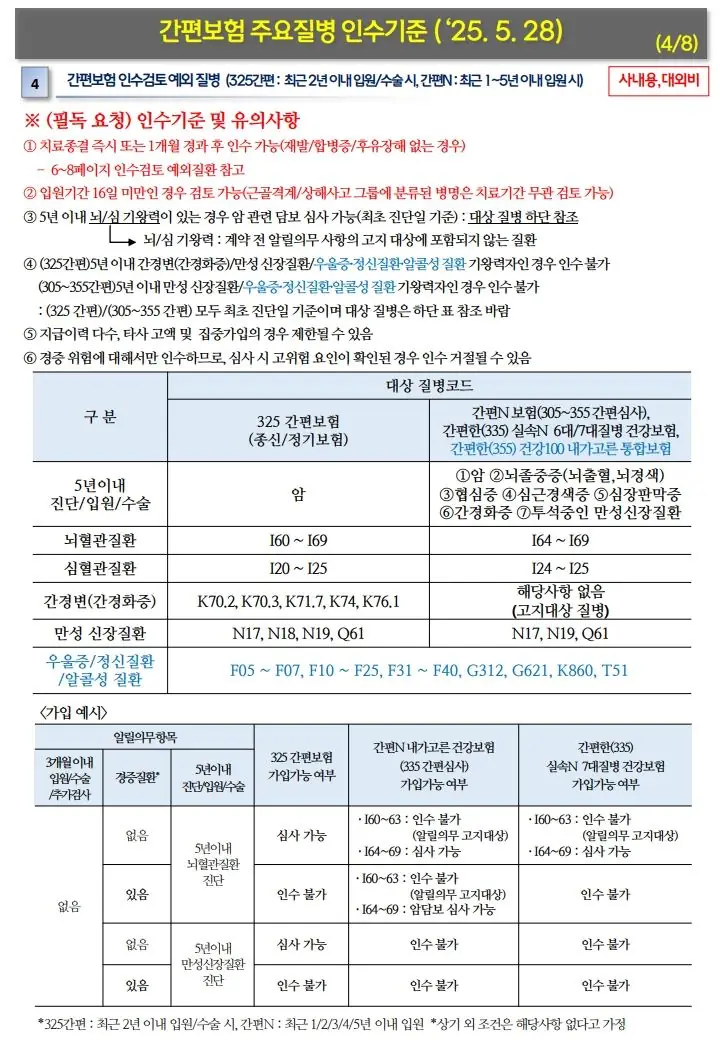 간편보험 주요질병 인수기준 ( ‘25. 5. 28)
(4/8)
4
간편보험 인수검토 예외 질병 (325간편 : 최근 2년 이내 입원/수술 시, 간편N : 최근 1~5년 이내 입원 시)
사내용, 대외비
※ (필독 요청) 인수기준 및 유의사항
① 치료종결 즉시 또는 1개월 경과 후 인수 가능(재발/합병증/후유장해 없는 경우)
- 6~8페이지 인수검토 예외질환 참고
② 입원기간 16일 미만인 경우 검토 가능(근골격계/상해사고 그룹에 분류된 병명은 치료기간 무관 검토 가능)
③ 5년 이내 뇌/심 기왕력이 있는 경우 암 관련 담보 심사 가능(최초 진단일 기준) : 대상 질병 하단 참조
뇌/심 기왕력 : 계약 전 알릴의무 사항의 고지 대상에 포함되지 않는 질환
④ (325간편)5년 이내 간경변(간경화증)/만성 신장질환/우울증·정신질환·알콜성 질환 기왕력자인 경우 인수 불가
(305~355간편)5년 이내 만성 신장질환/우울증·정신질환·알콜성 질환 기왕력자인 경우 인수 불가
: (325 간편)/(305~355 간편) 모두 최초 진단일 기준이며 대상 질병은 하단 표 참조 바람
⑤ 지급이력 다수, 타사 고액 및 집중가입의 경우 제한될 수 있음
⑥ 경증 위험에 대해서만 인수하므로, 심사 시 고위험 요인이 확인된 경우 인수 거절될 수 있음
구 분
대상 질병코드
325 간편보험
(종신/정기보험)
간편N 보험(305~355 간편심사),
간편한(335) 실속N 6대/7대질병 건강보험,
간편한(355) 건강100 내가고른 통합보험
5년이내
진단/입원/수술
암
①암 ②뇌졸중증(뇌출혈,뇌경색)
③협심증 ④심근경색증 ⑤심장판막증
⑥간경화증 ⑦투석중인 만성신장질환
뇌혈관질환
I60 ~ I69
I64 ~ I69
심혈관질환
I20 ~ I25
I24 ~ I25
간경변(간경화증)
K70.2, K70.3, K71.7, K74, K76.1
해당사항 없음
(고지대상 질병)
만성 신장질환
N17, N18, N19, Q61
N17, N19, Q61
우울증/정신질환
/알콜성 질환
F05 ~ F07, F10 ~ F25, F31 ~ F40, G312, G621, K860, T51
〈가입 예시〉
알릴의무항목
3개월이내
입원/수술
/추가검사
경증질환*
5년이내
진단/입원/수술
325 간편보험
가입가능 여부
간편N 내가고른 건강보험
(335 간편심사)
가입가능 여부
간편한(335)
실속N 7대질병 건강보험
가입가능 여부
없음
없음
5년이내
뇌혈관질환
진단
심사 가능
· I60~63 : 인수 불가
(알릴의무 고지대상)
· I64~69 : 심사 가능
· I60~63 : 인수 불가
(알릴의무 고지대상)
· I64~69 : 심사 가능
있음
인수 불가
· I60~63 : 인수 불가
(알릴의무 고지대상)
· I64~69 : 암담보 심사 가능
인수 불가
없음
5년이내
만성신장질환
진단
심사 가능
인수 불가
인수 불가
있음
인수 불가
인수 불가
인수 불가
*325간편 : 최근 2년 이내 입원/수술 시, 간편N : 최근 1/2/3/4/5년 이내 입원 *상기 외 조건은 해당사항 없다고 가정